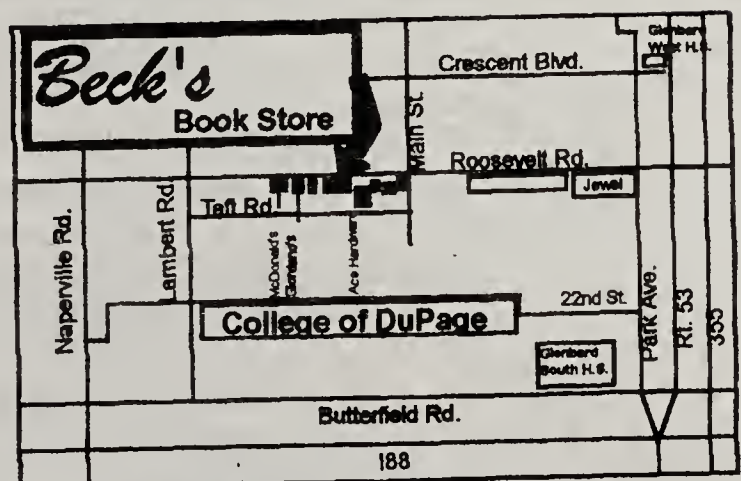 Beck's
Book Store
Glenbard
West H.S.
Crescent Blvd.
Main St.
Roosevelt Rd.
Jewel
Taft Rd.
Naperville Rd.
Lambert Rd.
McDonald's
Ace Hardware
22nd St.
College of DuPage
Park Ave.
Rt. 53
355
Glenbard
South H.S.
Butterfield Rd.
188